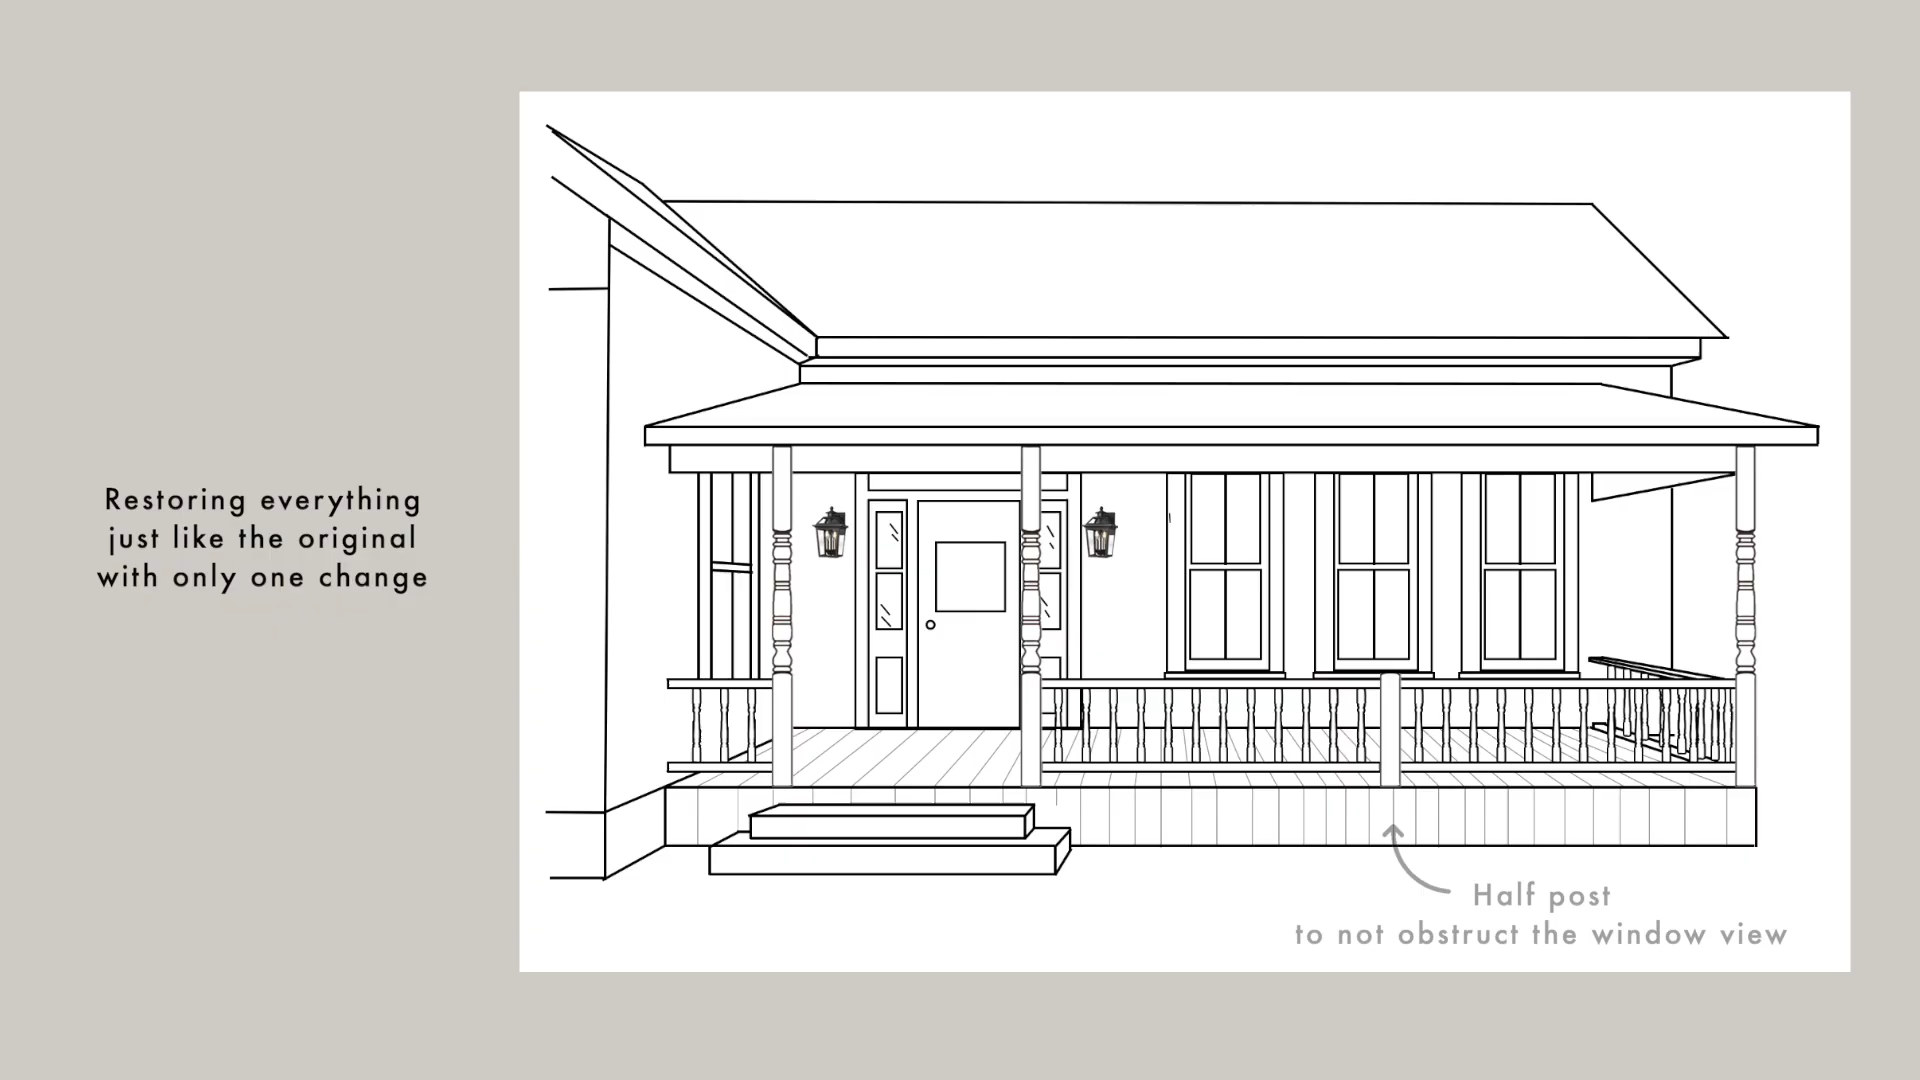 Restoring everything
just like the original
with only one change
Half post
to not obstruct the window view